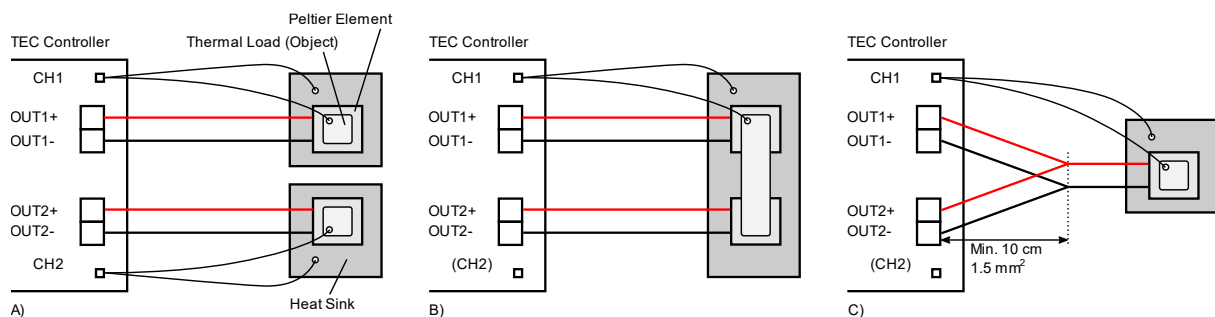 Peltier Element
TEC Controller
Thermal Load (Object)
CH1
OUT1+
OUT1-
OUT2+
OUT2-
CH2
Heat Sink
A)
TEC Controller
CH1
OUT1+
OUT1-
OUT2+
OUT2-
(CH2)
B)
TEC Controller
CH1
OUT1+
OUT1-
OUT2+
OUT2-
(CH2)
Min. 10 cm
1.5 mm²
C)